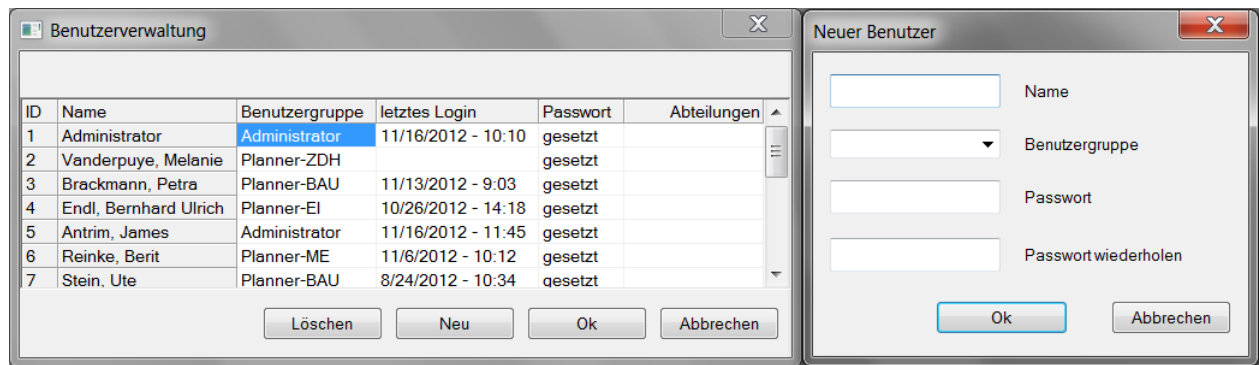 Benutzerverwaltung
ID Name Benutzergruppe letztes Login Passwort Abteilungen
1 Administrator Administrator 11/16/2012 - 10:10 gesetzt
2 Vanderpuye, Melanie Planner-ZDH gesetzt
3 Brackmann, Petra Planner-BAU 11/13/2012 - 9:03 gesetzt
4 Endl, Bernhard Ulrich Planner-EI 10/26/2012 - 14:18 gesetzt
5 Antrim, James Administrator 11/16/2012 - 11:45 gesetzt
6 Reinke, Berit Planner-ME 11/6/2012 - 10:12 gesetzt
7 Stein, Ute Planner-BAU 8/24/2012 - 10:34 gesetzt
Löschen Neu Ok Abbrechen
Neuer Benutzer
Name
Benutzergruppe
Passwort
Passwort wiederholen
Ok Abbrechen